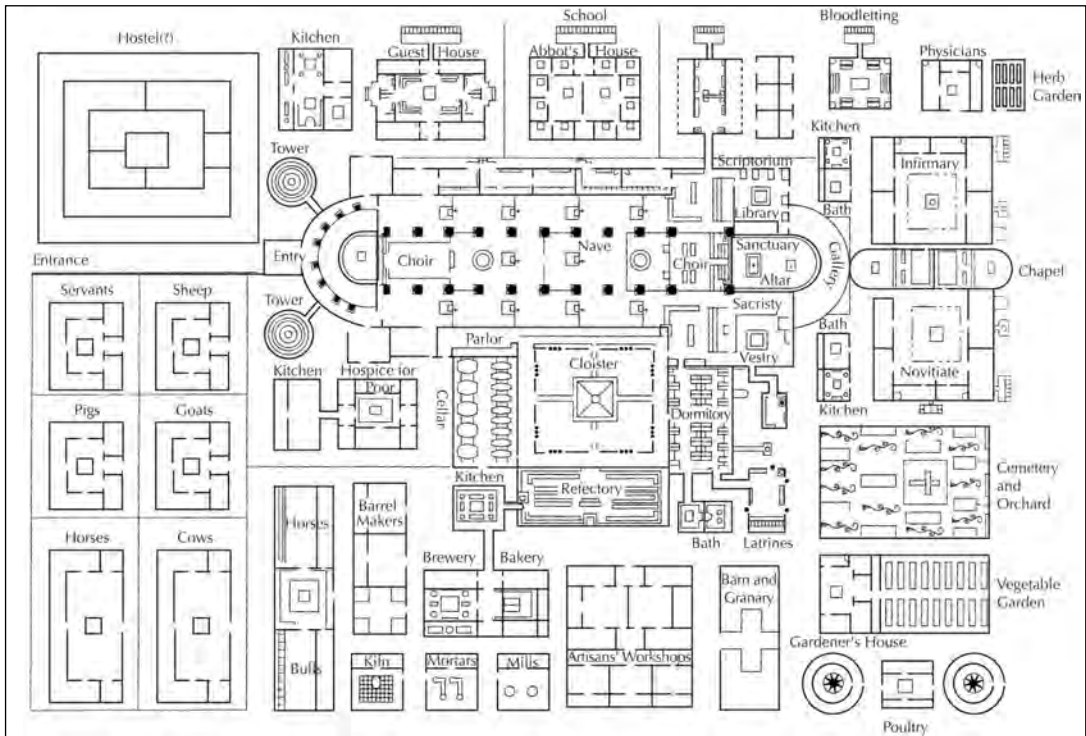 Hostel(?)
Kitchen
Guest House
School
Abbot's House
Bloodletting
Physicians
Herb
Garden
Tower
Kitchen
Infirmary
Bath
Scriptorium
Library
Entry
Choir
Nave
Choir
Sanctuary
Altar
Gallery
Chapel
Entrance
Servants
Sheep
Tower
Sacristy
Vestry
Bath
Kitchen
Novitiate
Parlor
Kitchen
Hospice for
Poor
Cellar
Cloister
Dormitory
Pigs
Goats
Kitchen
Refectory
Bath
Latrines
Cemetery
and
Orchard
Horses
Cows
Horses
Bulls
Barrel
Makers
Brewery
Bakery
Kiln
Mortars
Mills
Artisans' Workshops
Barn and
Granary
Vegetable
Garden
Gardener's House
Poultry